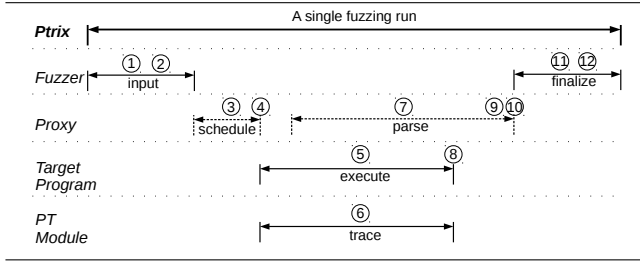 Ptrix
A single fuzzing run
Fuzzer
① ②
input
⑪ ⑫
finalize
Proxy
③ ④
schedule
⑦
parse
⑨ ⑩
Target
Program
⑤
execute
⑧
PT
Module
⑥
trace